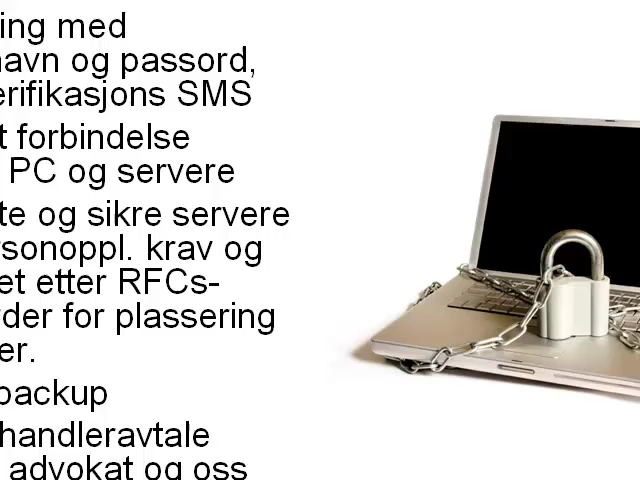 ing med
navn og passord,
erifikasjons SMS
t forbindelse
PC og servere
te og sikre servere
rsonoppl. krav og
et etter RFCs-
der for plassering
er.
backup
handleravtale
advokat og oss